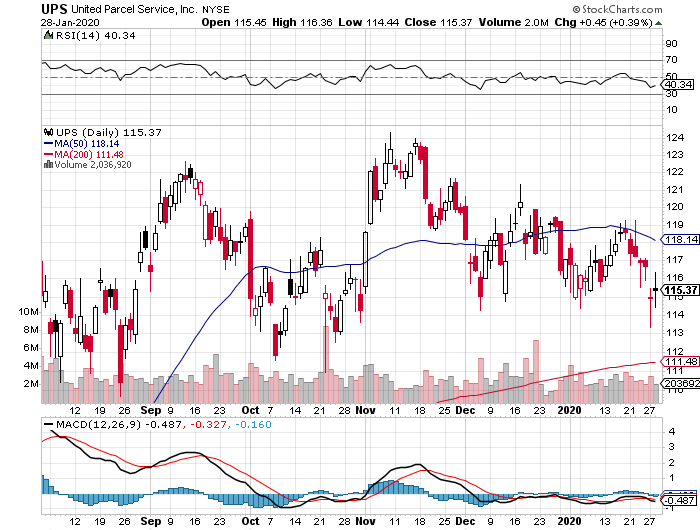 UPS United Parcel Service, Inc. NYSE © StockCharts.com
28-Jan-2020 Open 115.45 High 116.36 Low 114.44 Close 115.37 Volume 2.0M Chg +0.45 (+0.39%)
RSI(14) 40.34
90
70
50
40.34
30
10
UPS (Daily) 115.37
MA(50) 118.14
MA(200) 111.48
Volume 2,036,920
124
123
122
121
120
119
118.14
117
116
115.37
114
113
112
111.48
110
203692
10M
8M
6M
4M
2M
12 19 26 Sep 9 16 23 Oct 7 14 21 28 Nov 11 18 25 Dec 9 16 23 2020 13 21 27
MACD(12,26,9) -0.487, -0.327, -0.160
4
3
2
1
-0.487
-1
12 19 26 Sep 9 16 23 Oct 7 14 21 28 Nov 11 18 25 Dec 9 16 23 2020 13 21 27